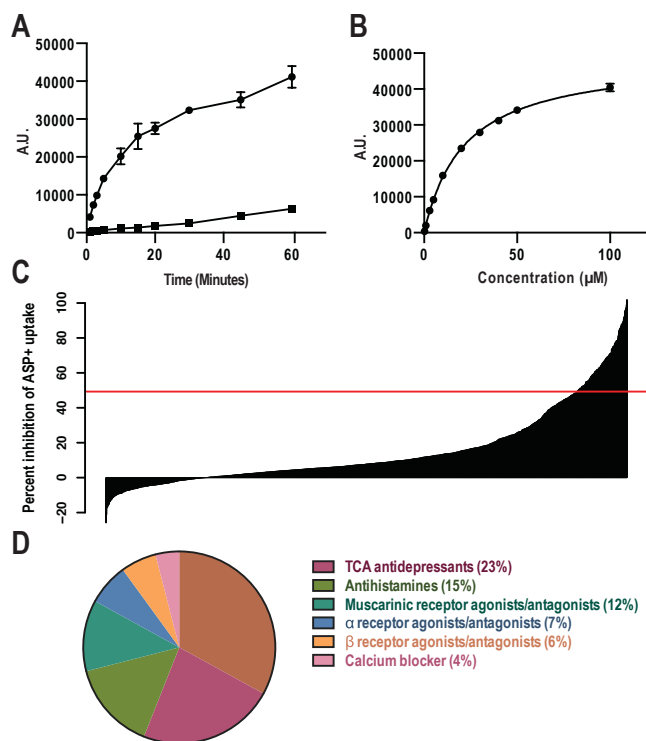 A
50000
40000
30000
20000
10000
0
A.U.
0
20
40
60
Time (Minutes)
B
50000
40000
30000
20000
10000
0
A.U.
0
50
100
Concentration (µM)
C
100
80
60
40
20
0
−20
Percent inhibition of ASP+ uptake
D
TCA antidepressants (23%)
Antihistamines (15%)
Muscarinic receptor agonists/antagonists (12%)
α receptor agonists/antagonists (7%)
β receptor agonists/antagonists (6%)
Calcium blocker (4%)